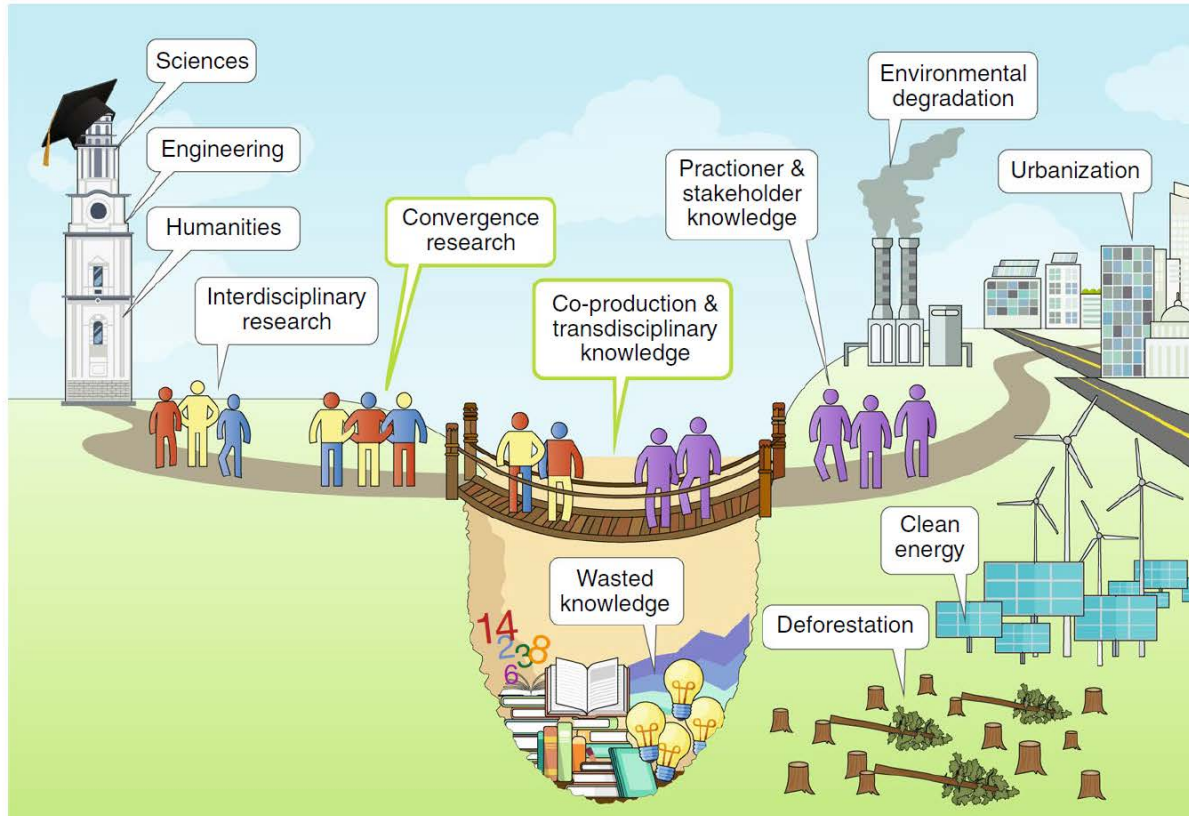 Sciences
Engineering
Humanities
Interdisciplinary
research
Convergence
research
Co-production &
transdisciplinary
knowledge
Practioner &
stakeholder
knowledge
Environmental
degradation
Urbanization
Wasted
knowledge
14
2
3
8
6
Clean
energy
Deforestation